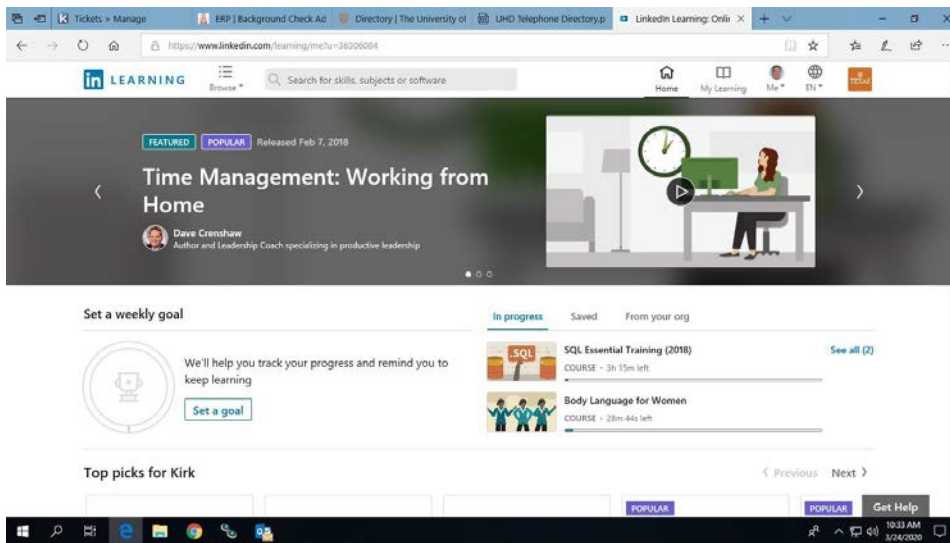 Tickets > Manage
ERP | Background Check Ad
Directory | The University of
UHD Telephone Directory.p
LinkedIn Learning: Onlin
https://www.linkedin.com/learning/me?u=36306084
in LEARNING
Browse
Search for skills, subjects or software
Home
My Learning
Me
EN
TEXAS
FEATURED
POPULAR
Released Feb 7, 2018
Time Management: Working from
Home
Dave Crenshaw
Author and Leadership Coach specializing in productive leadership
Set a weekly goal
We'll help you track your progress and remind you to
keep learning
Set a goal
In progress
Saved
From your org
SQL
SQL Essential Training (2018)
See all (2)
COURSE • 3h 15m left
Body Language for Women
COURSE • 28m 44s left
Top picks for Kirk
Previous
Next
POPULAR
POPULAR
Get Help
10:33 AM
3/24/2020